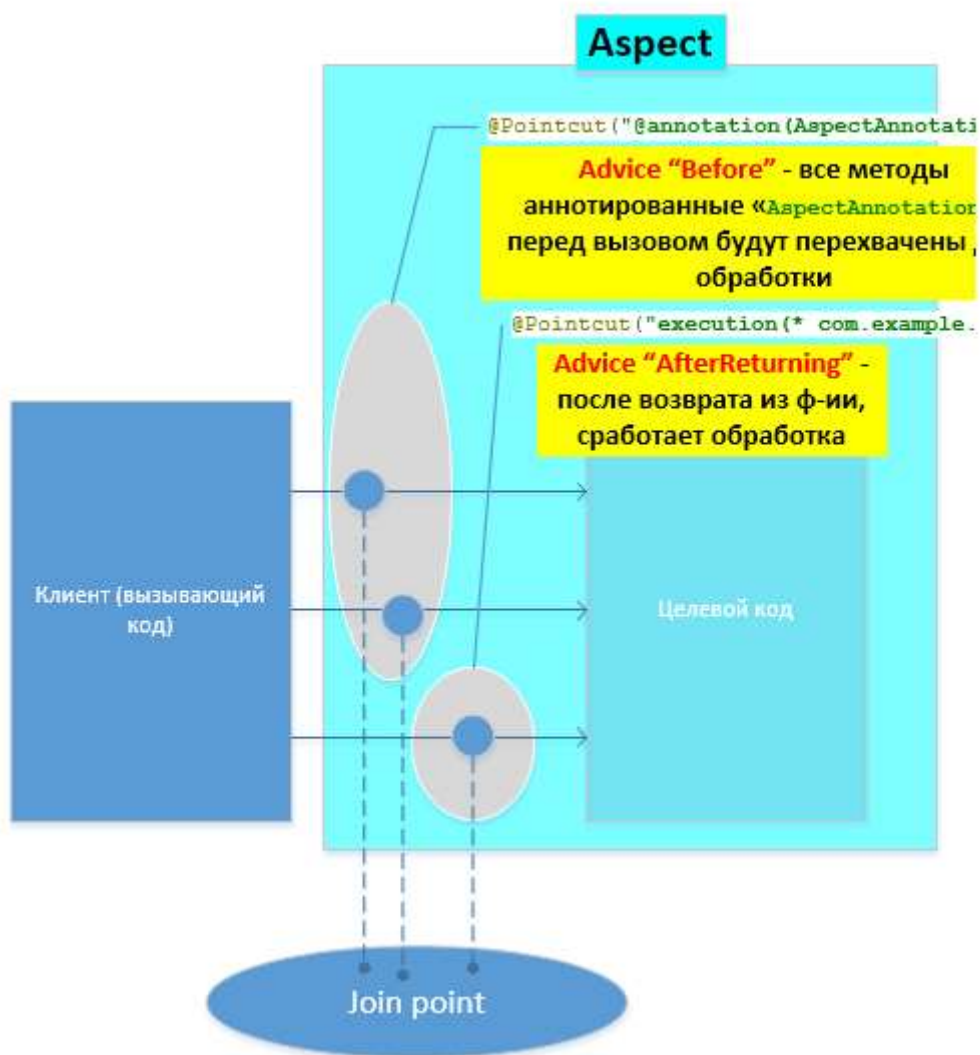 Aspect
@Pointcut("@annotation(AspectAnnotati
Advice “Before” - все методы
аннотированные «AspectAnnotation
перед вызовом будут перехвачены
обработки
@Pointcut("execution(* com.example.
Advice “AfterReturning” -
после возврата из ф-ии,
сработает обработка
Клиент (вызывающий
код)
Целевой код
Join point